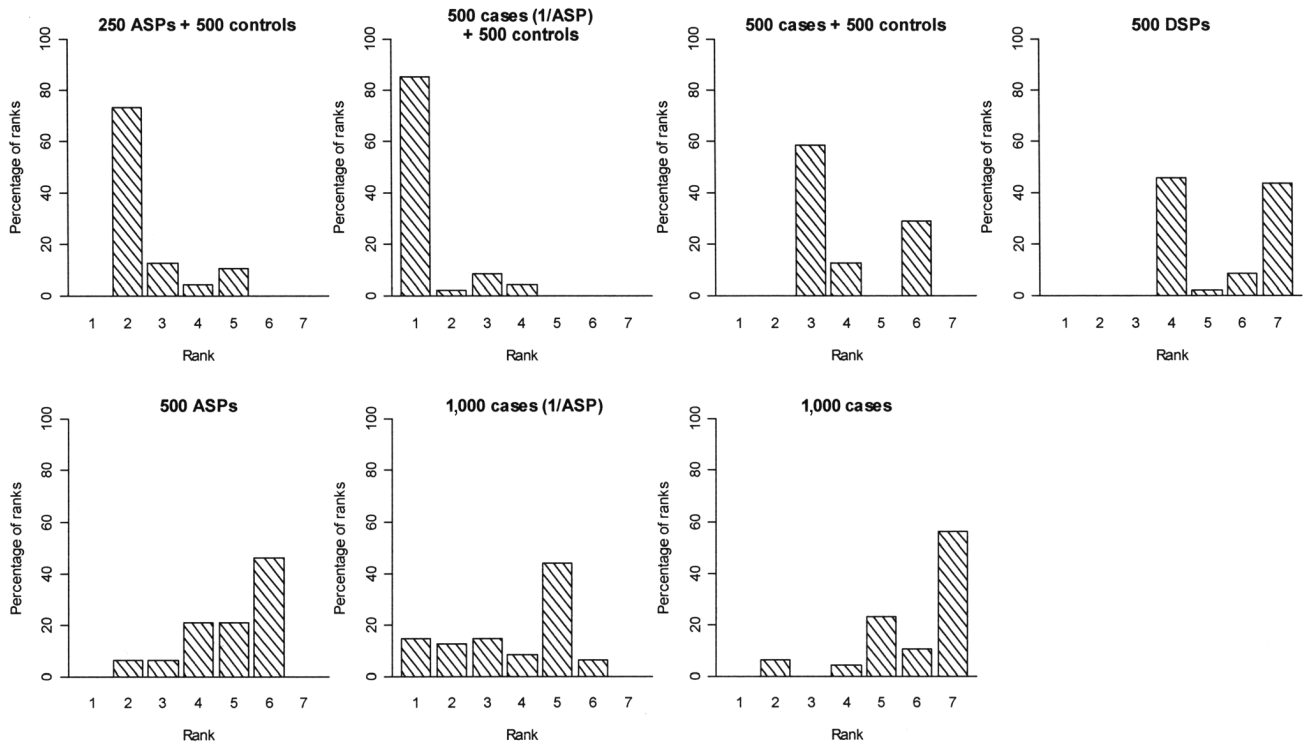 250 ASPs + 500 controls
Percentage of ranks
100
80
60
40
20
0
1 2 3 4 5 6 7
Rank
500 cases (1/ASP)
+ 500 controls
Percentage of ranks
100
80
60
40
20
0
1 2 3 4 5 6 7
Rank
500 cases + 500 controls
Percentage of ranks
100
80
60
40
20
0
1 2 3 4 5 6 7
Rank
500 DSPs
Percentage of ranks
100
80
60
40
20
0
1 2 3 4 5 6 7
Rank
500 ASPs
Percentage of ranks
100
80
60
40
20
0
1 2 3 4 5 6 7
Rank
1,000 cases (1/ASP)
Percentage of ranks
100
80
60
40
20
0
1 2 3 4 5 6 7
Rank
1,000 cases
Percentage of ranks
100
80
60
40
20
0
1 2 3 4 5 6 7
Rank